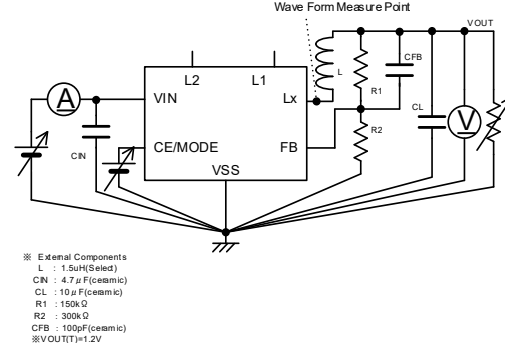 Wave Form Measure Point
VOUT
L2
L1
L
R1
CFB
A
VIN
Lx
CIN
CE/MODE
FB
R2
CL
V
VSS
※ External Components
L : 1.5uH(Select)
CIN : 4.7μF(ceramic)
CL : 10μF(ceramic)
R1 : 150kΩ
R2 : 300kΩ
CFB : 100pF(ceramic)
※VOUT(T)=1.2V